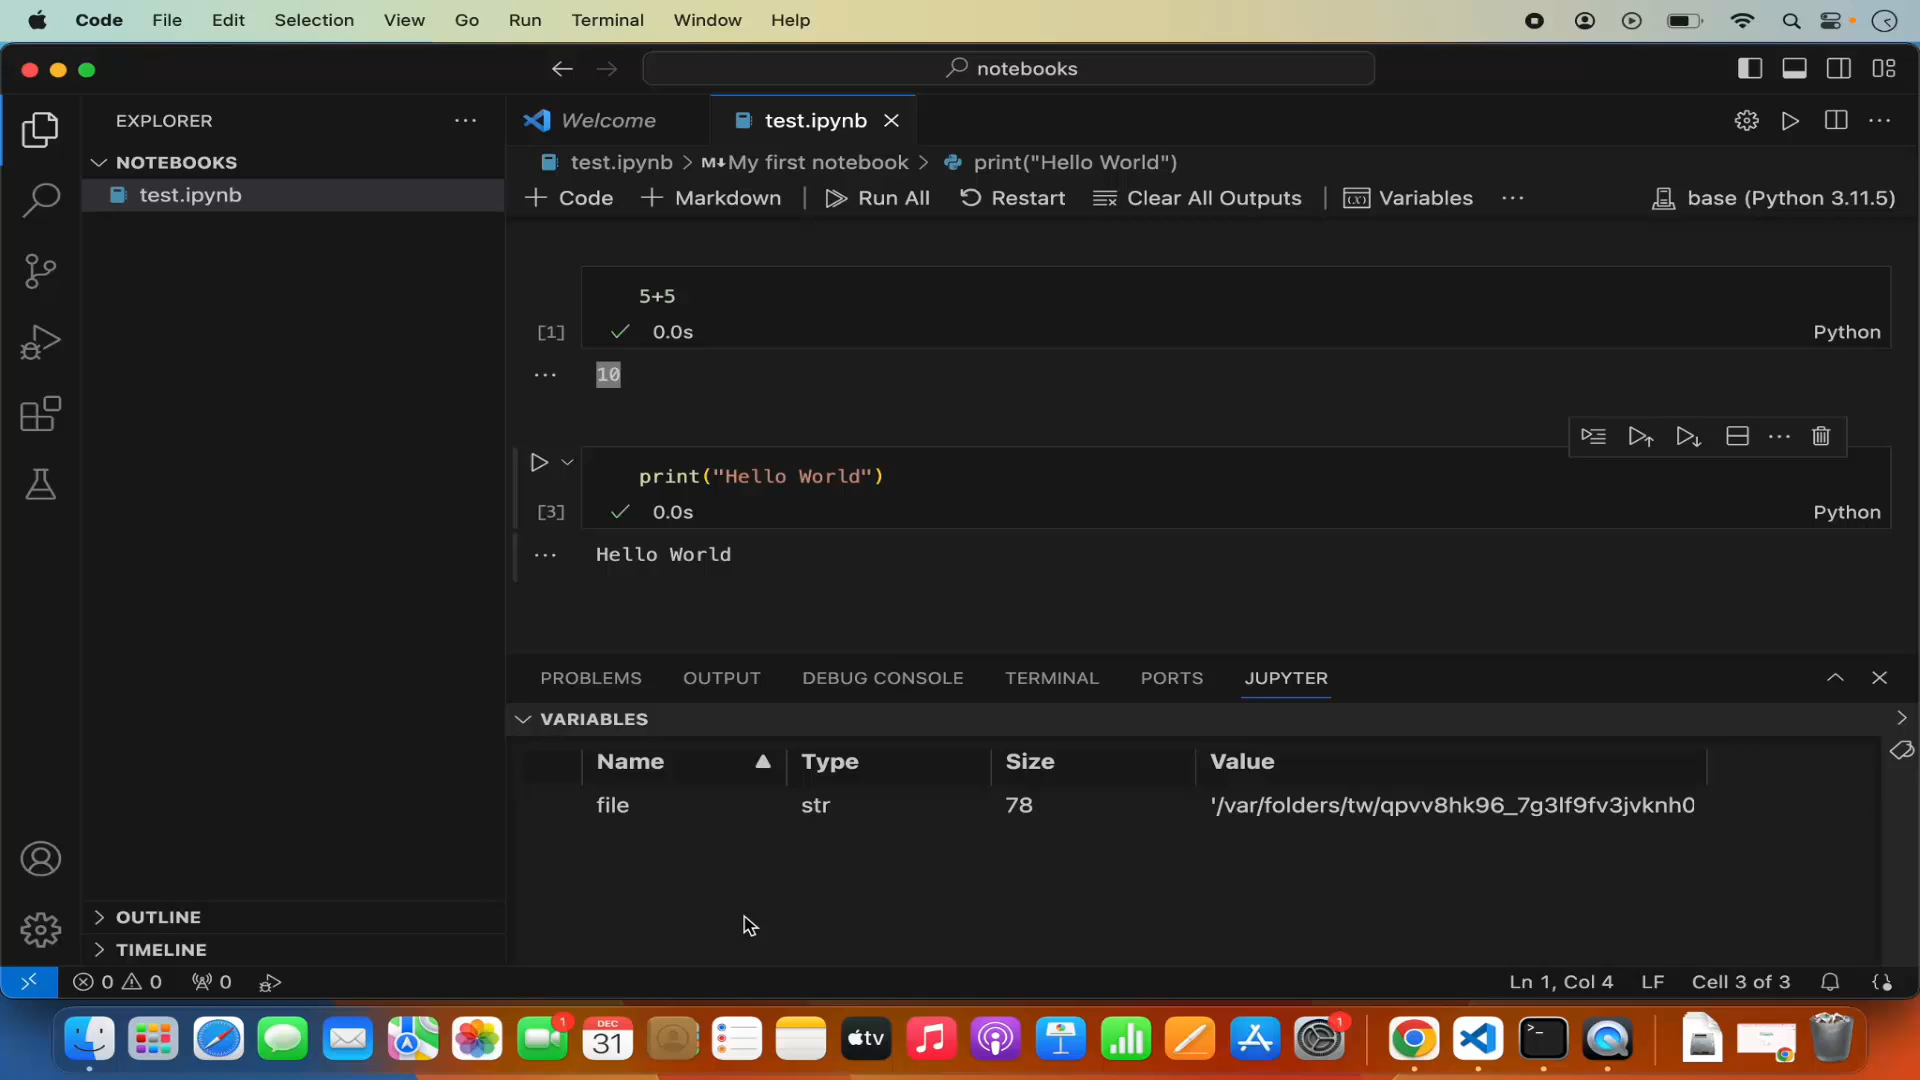 Code File Edit Selection View Go Run Terminal Window Help
notebooks
EXPLORER
Welcome
test.ipynb
NOTEBOOKS
test.ipynb
test.ipynb > M↓My first notebook > print("Hello World")
+ Code + Markdown | Run All Restart Clear All Outputs | Variables ... base (Python 3.11.5)
5+5
[1] ✓ 0.0s Python
10
print("Hello World")
[3] ✓ 0.0s Python
Hello World
PROBLEMS OUTPUT DEBUG CONSOLE TERMINAL PORTS JUPYTER
VARIABLES
Name Type Size Value
file str 78 '/var/folders/tw/qpvv8hk96_7g3lf9fv3jvknh0
OUTLINE
TIMELINE
0 0 0 Ln 1, Col 4 LF Cell 3 of 3
1
DEC
31
tv
1
>_